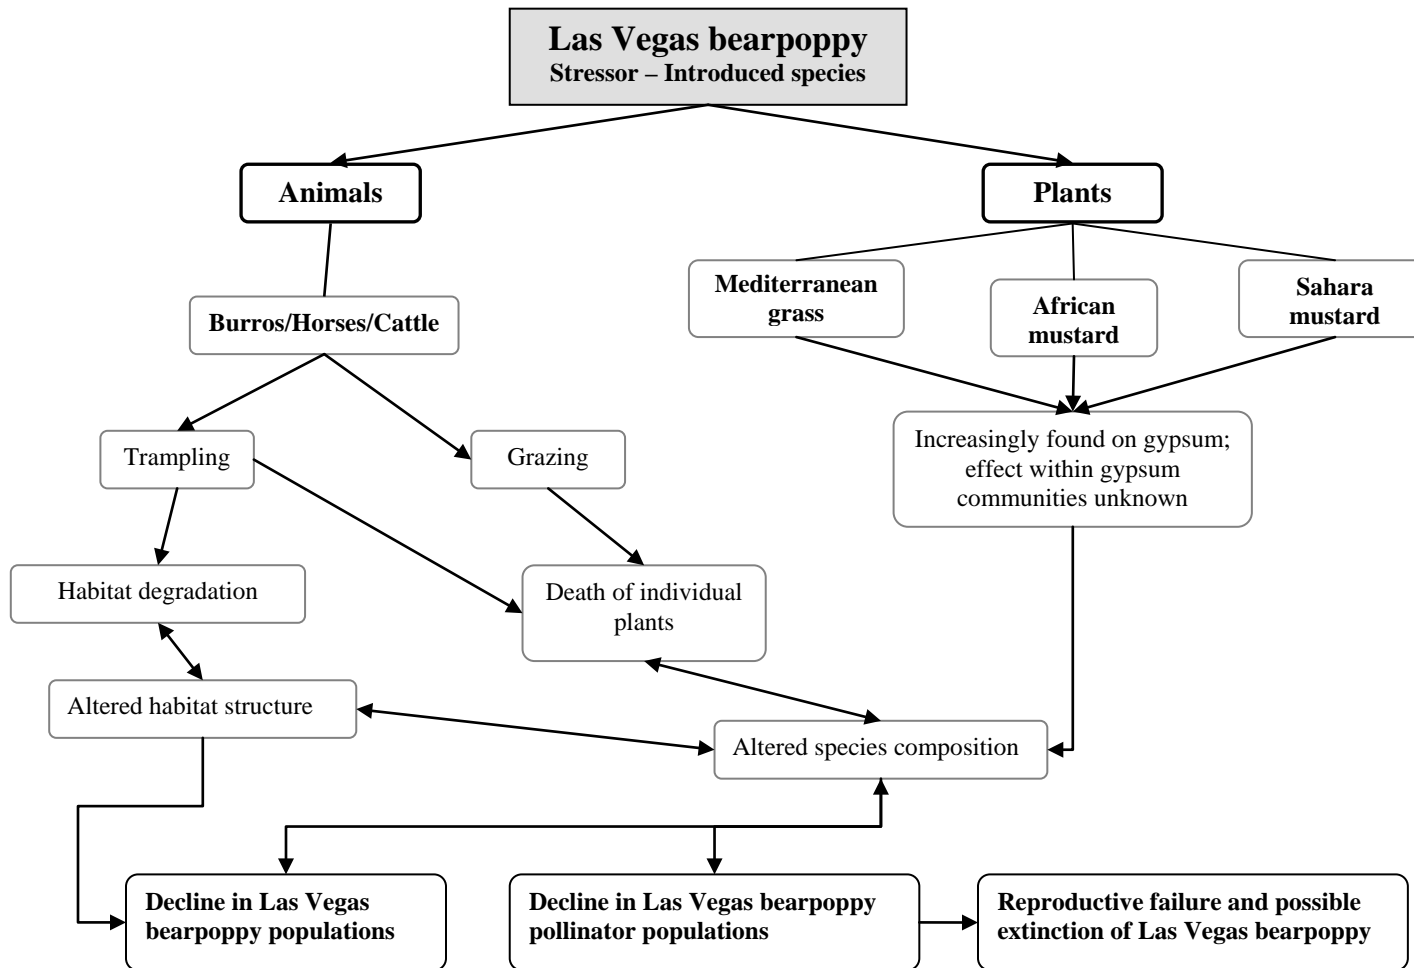 Las Vegas bearpoppy
Stressor – Introduced species
Animals
Plants
Mediterranean
grass
African
mustard
Sahara
mustard
Burros/Horses/Cattle
Trampling
Grazing
Increasingly found on gypsum;
effect within gypsum
communities unknown
Habitat degradation
Death of individual
plants
Altered habitat structure
Altered species composition
Decline in Las Vegas
bearpoppy populations
Decline in Las Vegas bearpoppy
pollinator populations
Reproductive failure and possible
extinction of Las Vegas bearpoppy